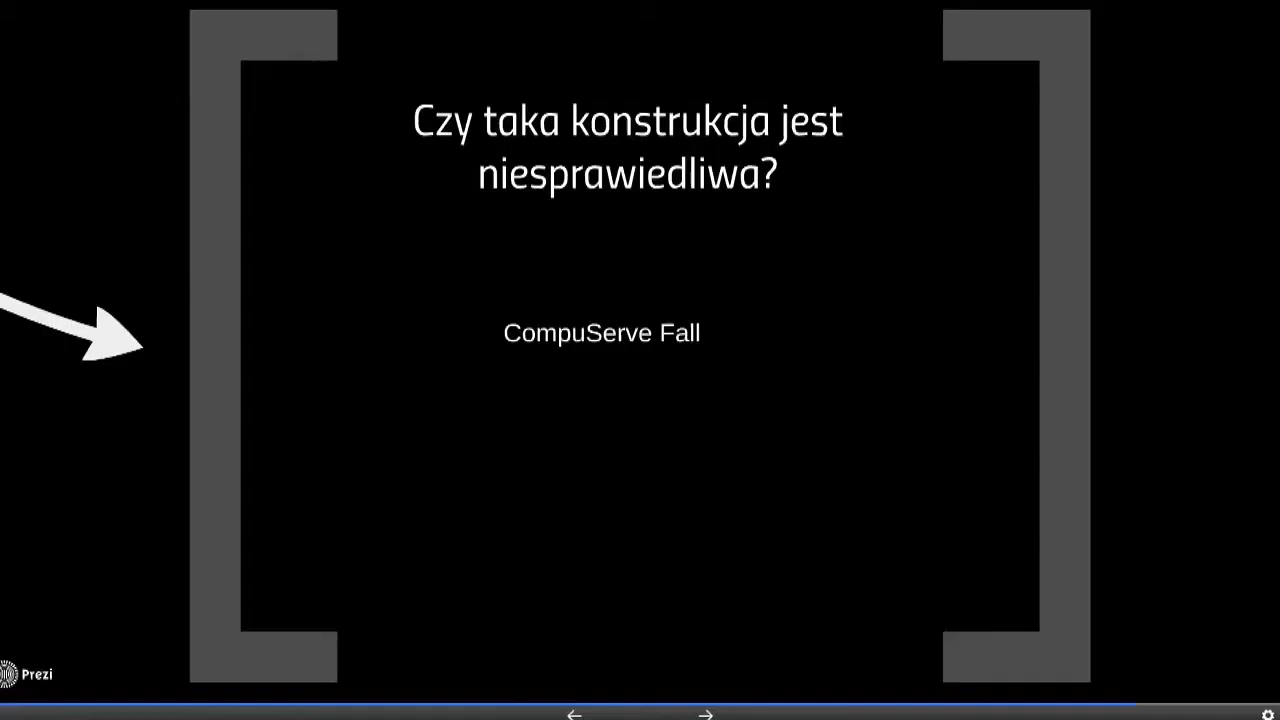 Czy taka konstrukcja jest
niesprawiedliwa?
CompuServe Fall
Prezi